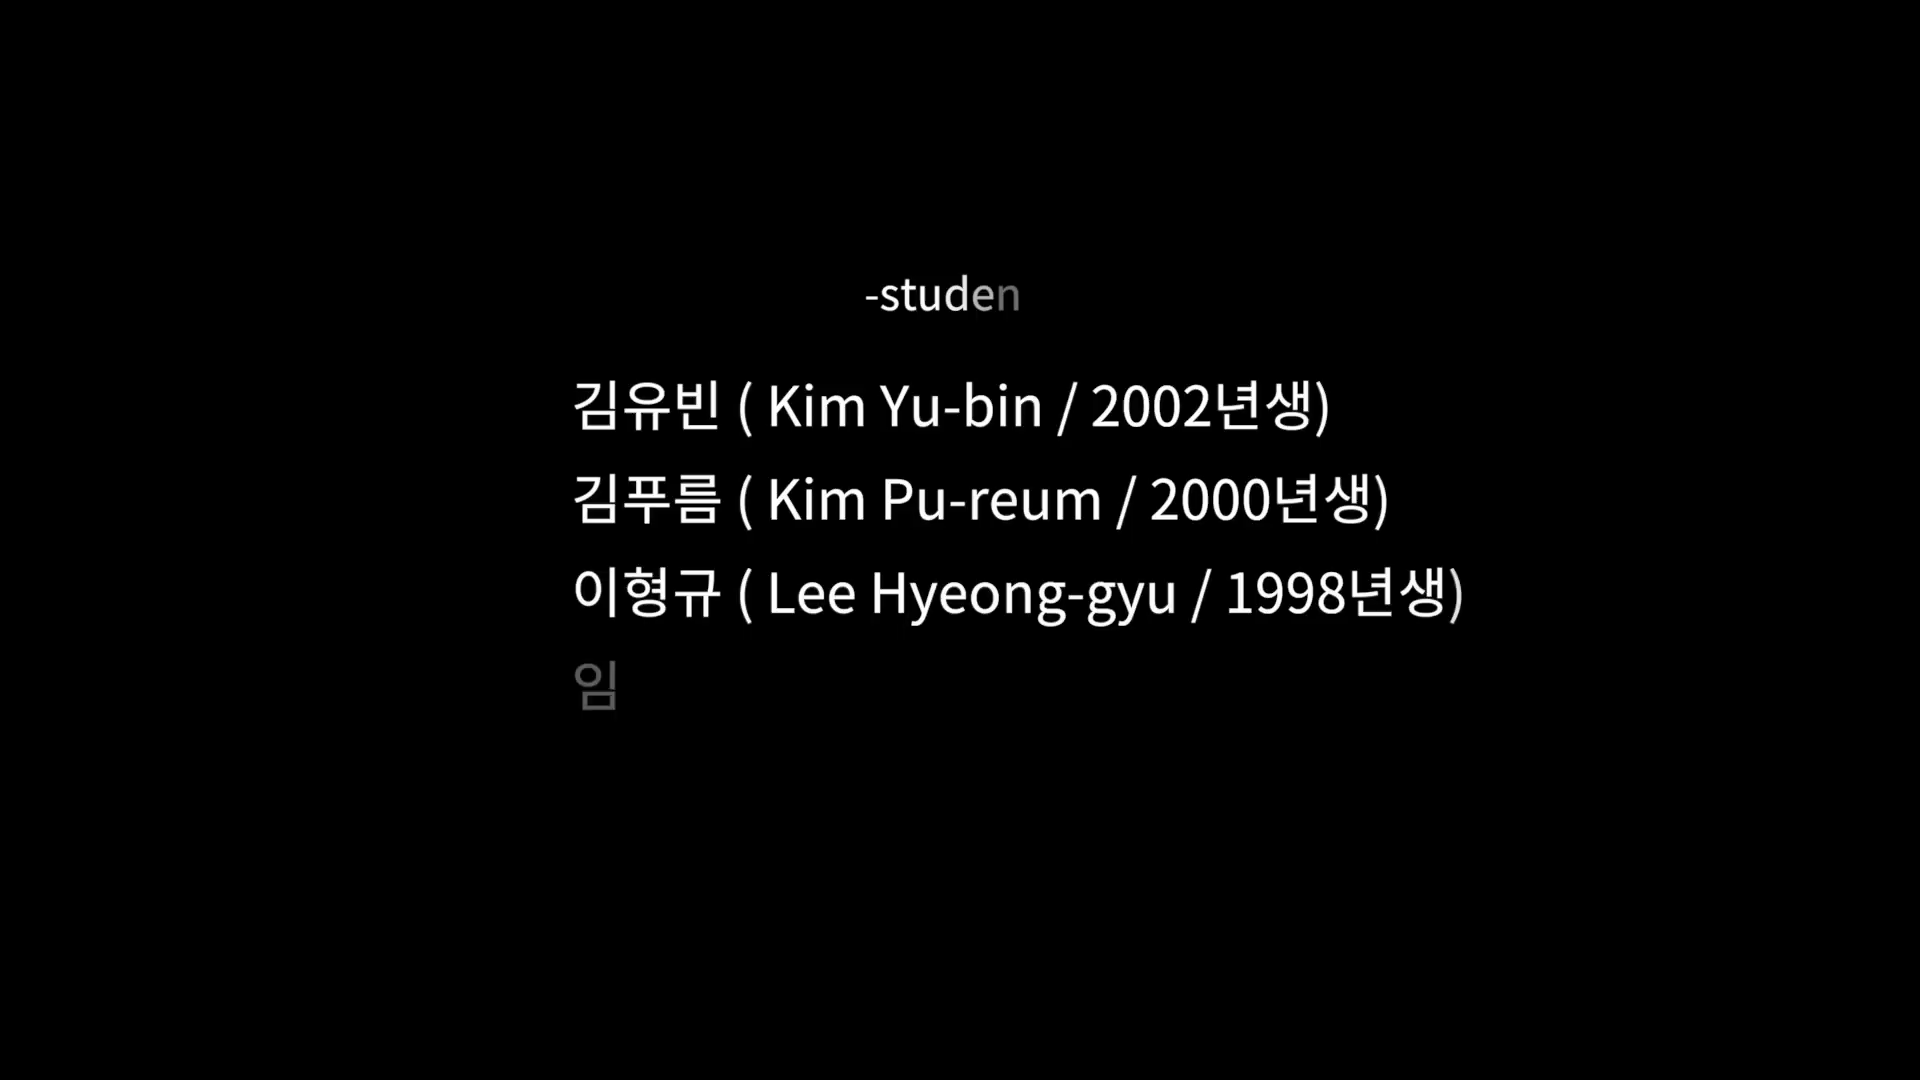 -studen
김유빈 ( Kim Yu-bin / 2002년생)
김푸름 ( Kim Pu-reum / 2000년생)
이형규 ( Lee Hyeong-gyu / 1998년생)
임